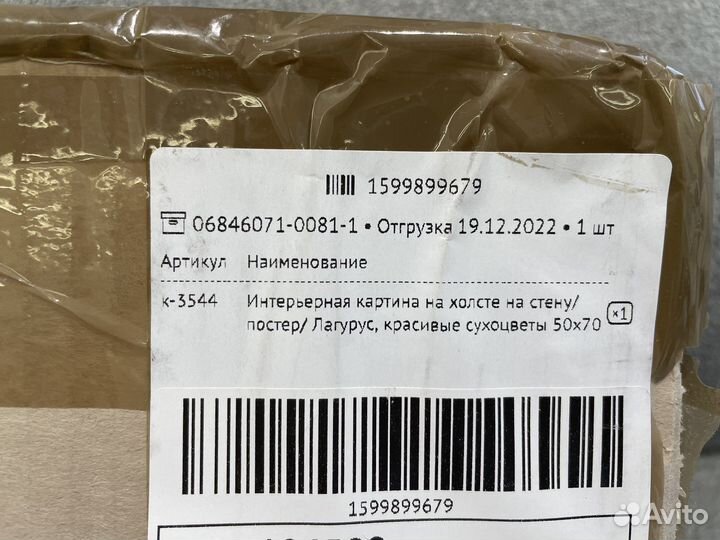 1599899679
06846071-0081-1 • Отгрузка 19.12.2022 • 1 шт
Артикул Наименование
к-3544 Интерьерная картина на холсте на стену/
постер/ Лагурус, красивые сухоцветы 50х70 ×1
1599899679
Avito